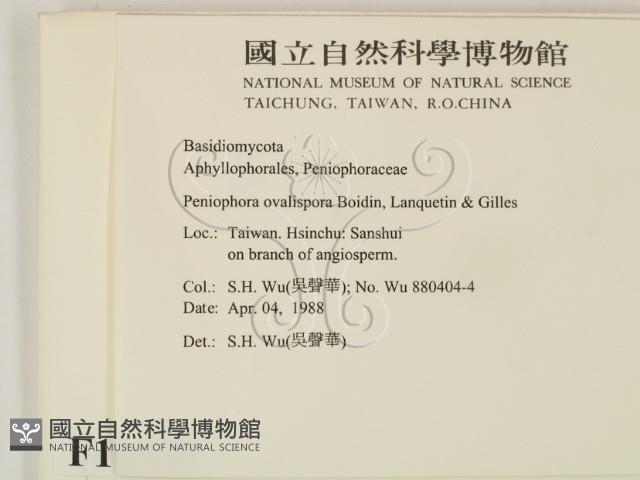 國立自然科學博物館
NATIONAL MUSEUM OF NATURAL SCIENCE
TAICHUNG, TAIWAN, R.O.CHINA
Basidiomycota
Aphyllophorales, Peniophoraceae
Peniophora ovalispora Boidin, Lanquetin & Gilles
Loc.: Taiwan. Hsinchu: Sanshui
on branch of angiosperm.
Col.: S.H. Wu(吳聲華); No. Wu 880404-4
Date: Apr. 04, 1988
Det.: S.H. Wu(吳聲華)
國立自然科學博物館
NATIONAL MUSEUM OF NATURAL SCIENCE
F1